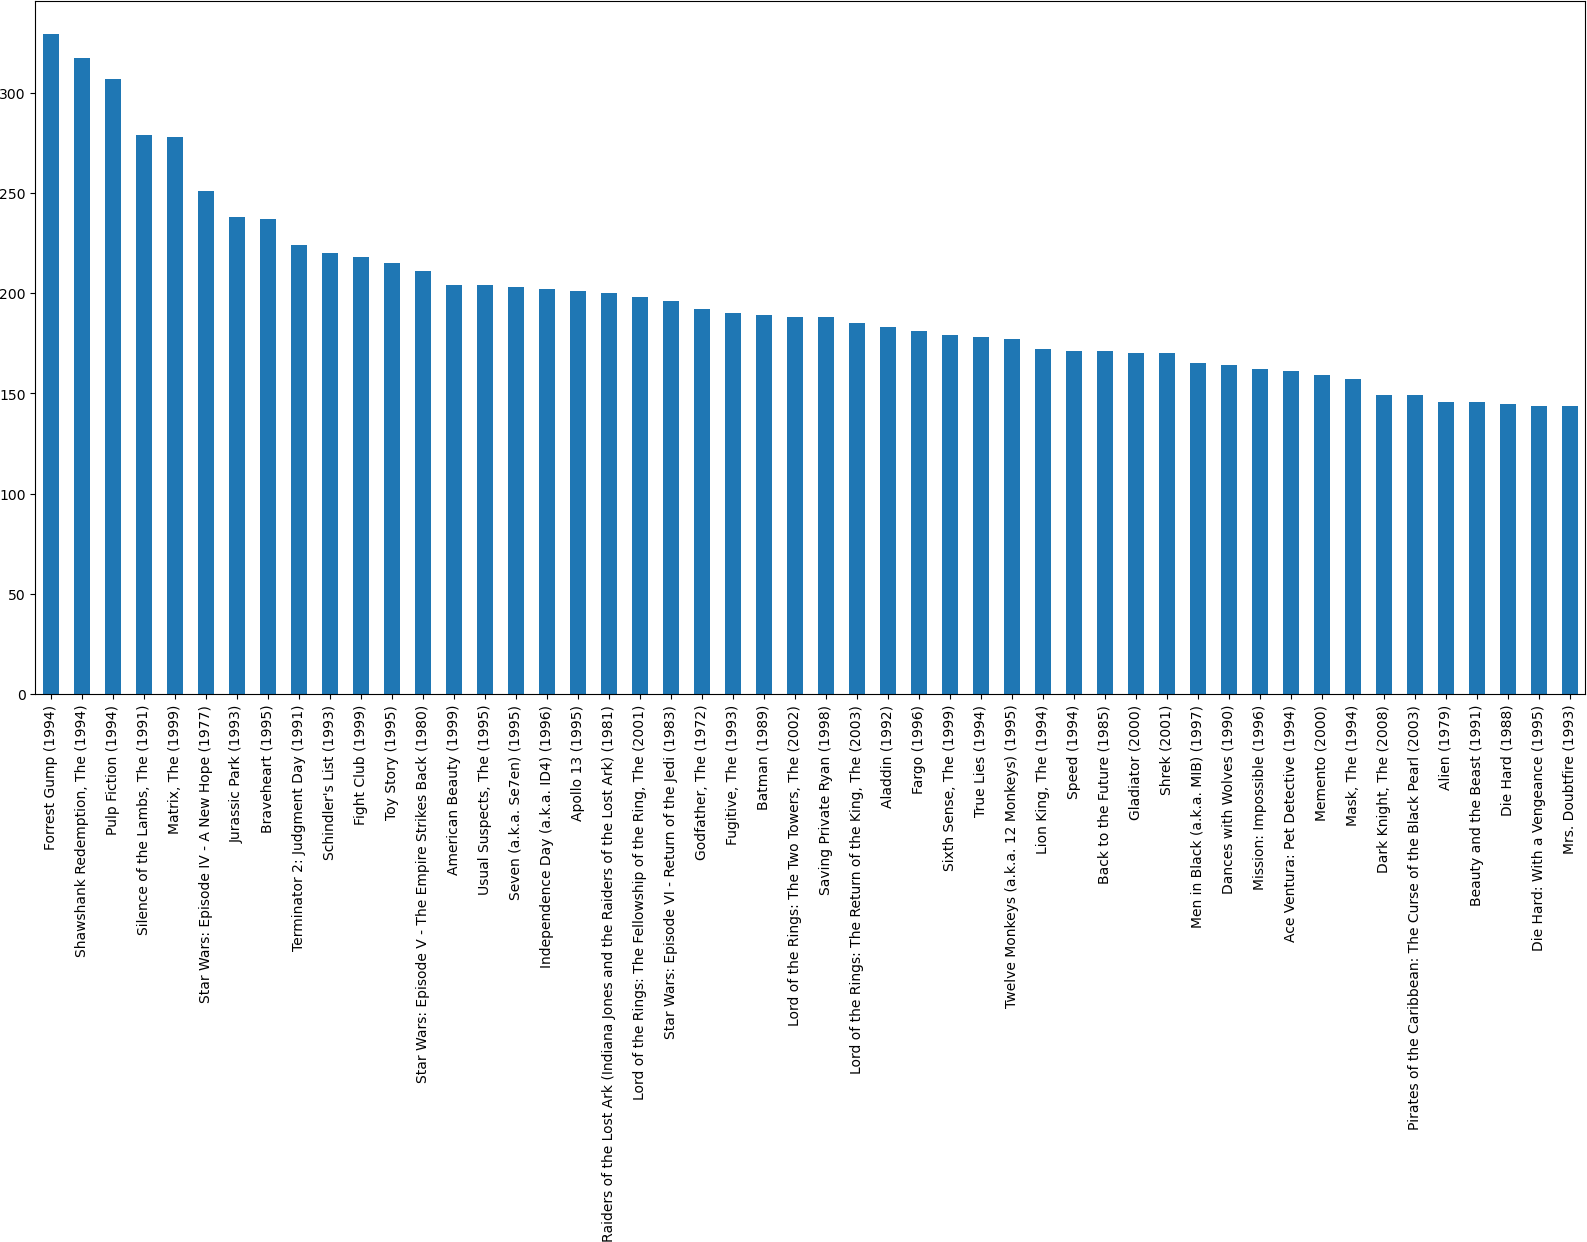 300
250
200
150
100
50
0
Forrest Gump (1994)
Shawshank Redemption, The (1994)
Pulp Fiction (1994)
Silence of the Lambs, The (1991)
Matrix, The (1999)
Star Wars: Episode IV - A New Hope (1977)
Jurassic Park (1993)
Braveheart (1995)
Terminator 2: Judgment Day (1991)
Schindler's List (1993)
Fight Club (1999)
Toy Story (1995)
Star Wars: Episode V - The Empire Strikes Back (1980)
American Beauty (1999)
Usual Suspects, The (1995)
Seven (a.k.a. Se7en) (1995)
Independence Day (a.k.a. ID4) (1996)
Apollo 13 (1995)
Raiders of the Lost Ark (Indiana Jones and the Raiders of the Lost Ark) (1981)
Lord of the Rings: The Fellowship of the Ring, The (2001)
Star Wars: Episode VI - Return of the Jedi (1983)
Godfather, The (1972)
Fugitive, The (1993)
Batman (1989)
Lord of the Rings: The Two Towers, The (2002)
Saving Private Ryan (1998)
Lord of the Rings: The Return of the King, The (2003)
Aladdin (1992)
Fargo (1996)
Sixth Sense, The (1999)
True Lies (1994)
Twelve Monkeys (a.k.a. 12 Monkeys) (1995)
Lion King, The (1994)
Speed (1994)
Back to the Future (1985)
Gladiator (2000)
Shrek (2001)
Men in Black (a.k.a. MIB) (1997)
Dances with Wolves (1990)
Mission: Impossible (1996)
Ace Ventura: Pet Detective (1994)
Memento (2000)
Mask, The (1994)
Dark Knight, The (2008)
Pirates of the Caribbean: The Curse of the Black Pearl (2003)
Alien (1979)
Beauty and the Beast (1991)
Die Hard (1988)
Die Hard: With a Vengeance (1995)
Mrs. Doubtfire (1993)